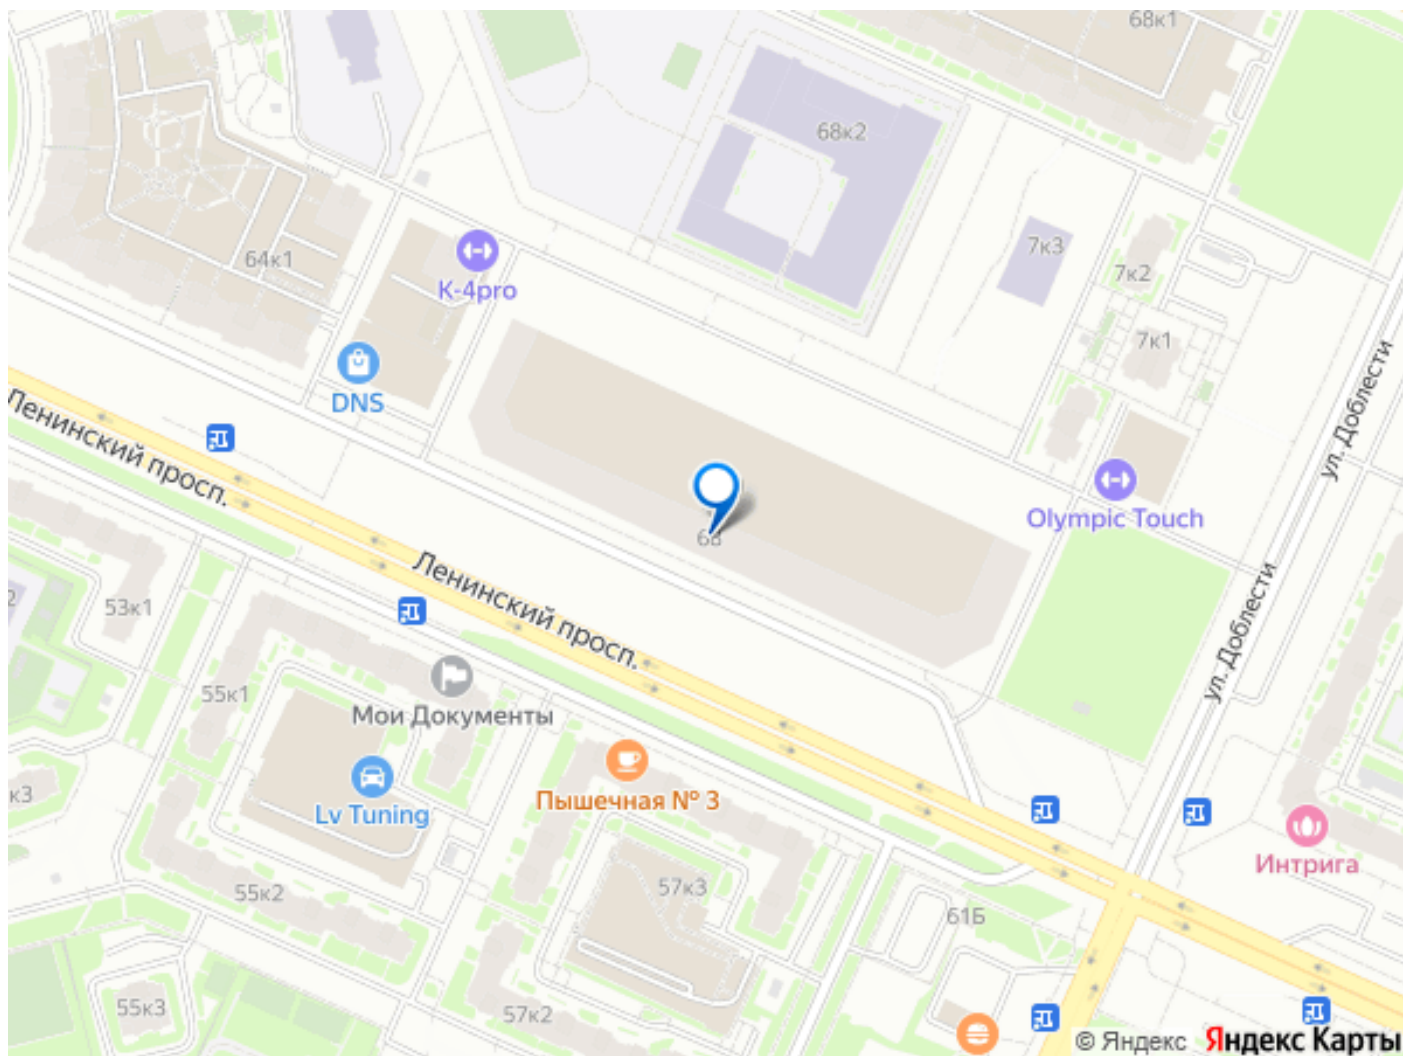 68к1
68к2
7к3
7к2
7к1
64к1
K-4pro
DNS
ул. Доблести
Ленинский просп.
Olympic Touch
Ленинский просп.
ул. Доблести
53к1
55к1
Мои Документы
Lv Tuning
Пышечная № 3
к3
55к2
57к3
61Б
Интрига
55к3
57к2
© Яндекс Яндекс Карты